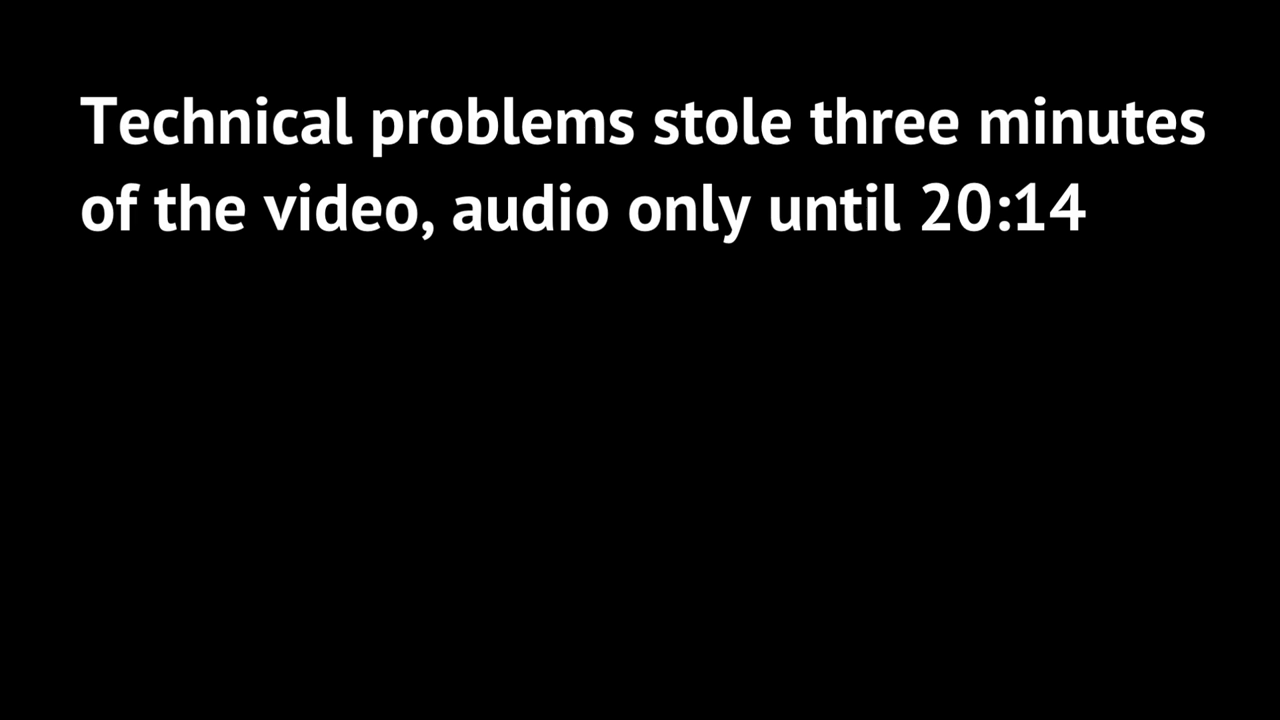 Technical problems stole three minutes
of the video, audio only until 20:14